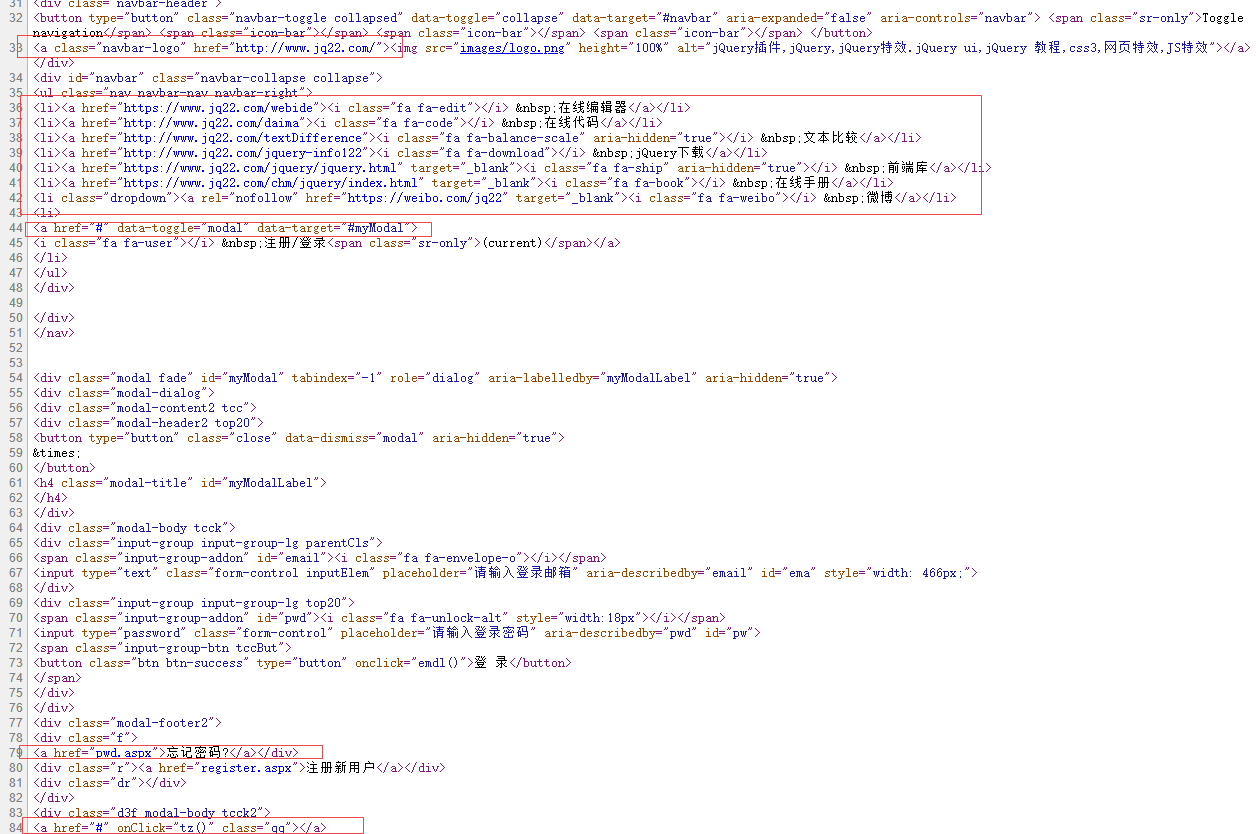 31 <div class="navbar-header">
32 <button type="button" class="navbar-toggle collapsed" data-toggle="collapse" data-target="#navbar" aria-expanded="false" aria-controls="navbar"> <span class="sr-only">Toggle
navigation</span> <span class="icon-bar"></span> <span class="icon-bar"></span> <span class="icon-bar"></span> </button>
33 <a class="navbar-logo" href="http://www.jq22.com/"><img src="images/logo.png" height="100%" alt="jQuery插件,jQuery,jQuery特效.jQuery ui,jQuery 教程,css3,网页特效,JS特效"></a>
</div>
34 <div id="navbar" class="navbar-collapse collapse">
35 <ul class="nav navbar-nav navbar-right">
36 <li><a href="https://www.jq22.com/webide"><i class="fa fa-edit"></i> &nbsp;在线编辑器</a></li>
37 <li><a href="http://www.jq22.com/daima"><i class="fa fa-code"></i> &nbsp;在线代码</a></li>
38 <li><a href="http://www.jq22.com/textDifference"><i class="fa fa-balance-scale" aria-hidden="true"></i> &nbsp;文本比较</a></li>
39 <li><a href="http://www.jq22.com/jquery-info122"><i class="fa fa-download"></i> &nbsp;jQuery下载</a></li>
40 <li><a href="http://www.jq22.com/jquery/jquery.html" target="_blank"><i class="fa fa-ship" aria-hidden="true"></i> &nbsp;前端库</a></li>
41 <li><a href="https://www.jq22.com/chm/jquery/index.html" target="_blank"><i class="fa fa-book"></i> &nbsp;在线手册</a></li>
42 <li class="dropdown"><a rel="nofollow" href="https://weibo.com/jq22" target="_blank"><i class="fa fa-weibo"></i> &nbsp;微博</a></li>
43 <li>
44 <a href="#" data-toggle="modal" data-target="#myModal">
45 <i class="fa fa-user"></i> &nbsp;注册/登录<span class="sr-only">(current)</span></a>
46 </li>
47 </ul>
48 </div>
49
50 </div>
51 </nav>
52
53
54 <div class="modal fade" id="myModal" tabindex="-1" role="dialog" aria-labelledby="myModalLabel" aria-hidden="true">
55 <div class="modal-dialog">
56 <div class="modal-content2 tcc">
57 <div class="modal-header2 top20">
58 <button type="button" class="close" data-dismiss="modal" aria-hidden="true">
59 &times;
60 </button>
61 <h4 class="modal-title" id="myModalLabel">
62 </h4>
63 </div>
64 <div class="modal-body tcck">
65 <div class="input-group input-group-lg parentCls">
66 <span class="input-group-addon" id="email"><i class="fa fa-envelope-o"></i></span>
67 <input type="text" class="form-control inputElem" placeholder="请输入登录邮箱" aria-describedby="email" id="ema" style="width: 466px;">
68 </div>
69 <div class="input-group input-group-lg top20">
70 <span class="input-group-addon" id="pwd"><i class="fa fa-unlock-alt" style="width:18px"></i></span>
71 <input type="password" class="form-control" placeholder="请输入登录密码" aria-describedby="pwd" id="pw">
72 <span class="input-group-btn tccBut">
73 <button class="btn btn-success" type="button" onclick="emdl()">登 录</button>
74 </span>
75 </div>
76 </div>
77 <div class="modal-footer2">
78 <div class="f">
79 <a href="pwd.aspx">忘记密码?</a></div>
80 <div class="r"><a href="register.aspx">注册新用户</a></div>
81 <div class="dr"></div>
82 </div>
83 <div class="d3f modal-body tcck2">
84 <a href="#" onClick="tz()" class="qq"></a>